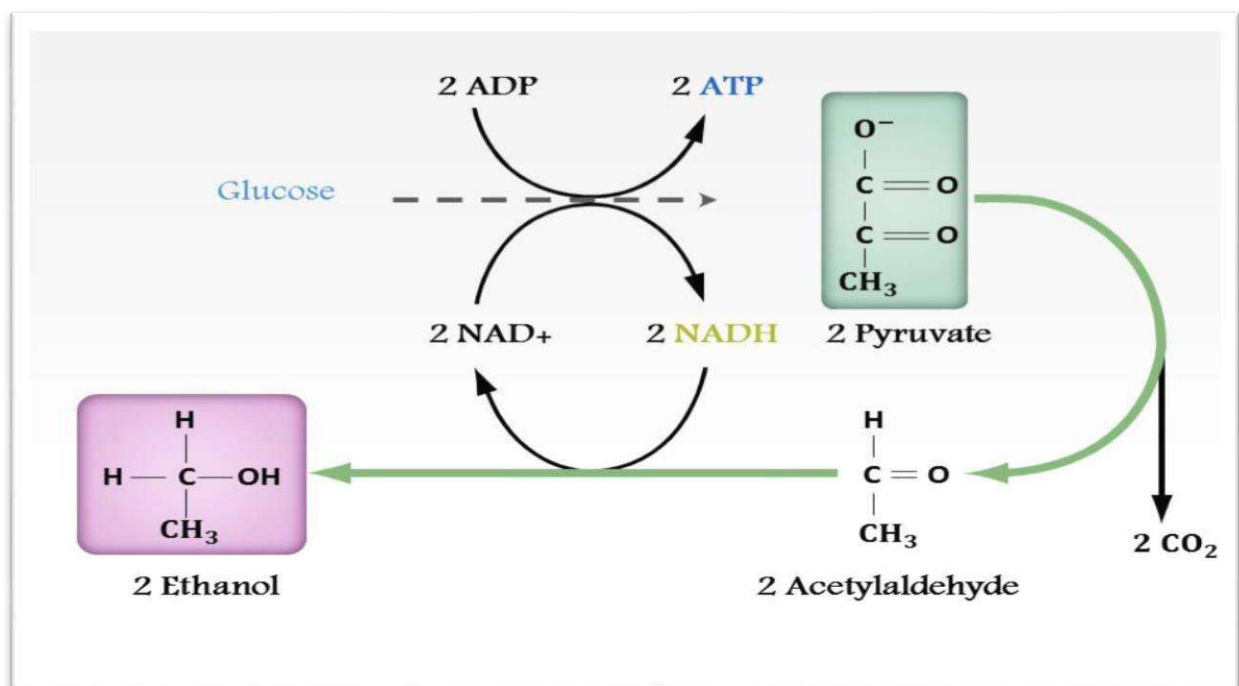 2 ADP
2 ATP
Glucose
O⁻
C = O
C = O
CH₃
2 NAD+
2 NADH
2 Pyruvate
H
H — C — OH
CH₃
2 Ethanol
H
C = O
CH₃
2 Acetylaldehyde
2 CO₂